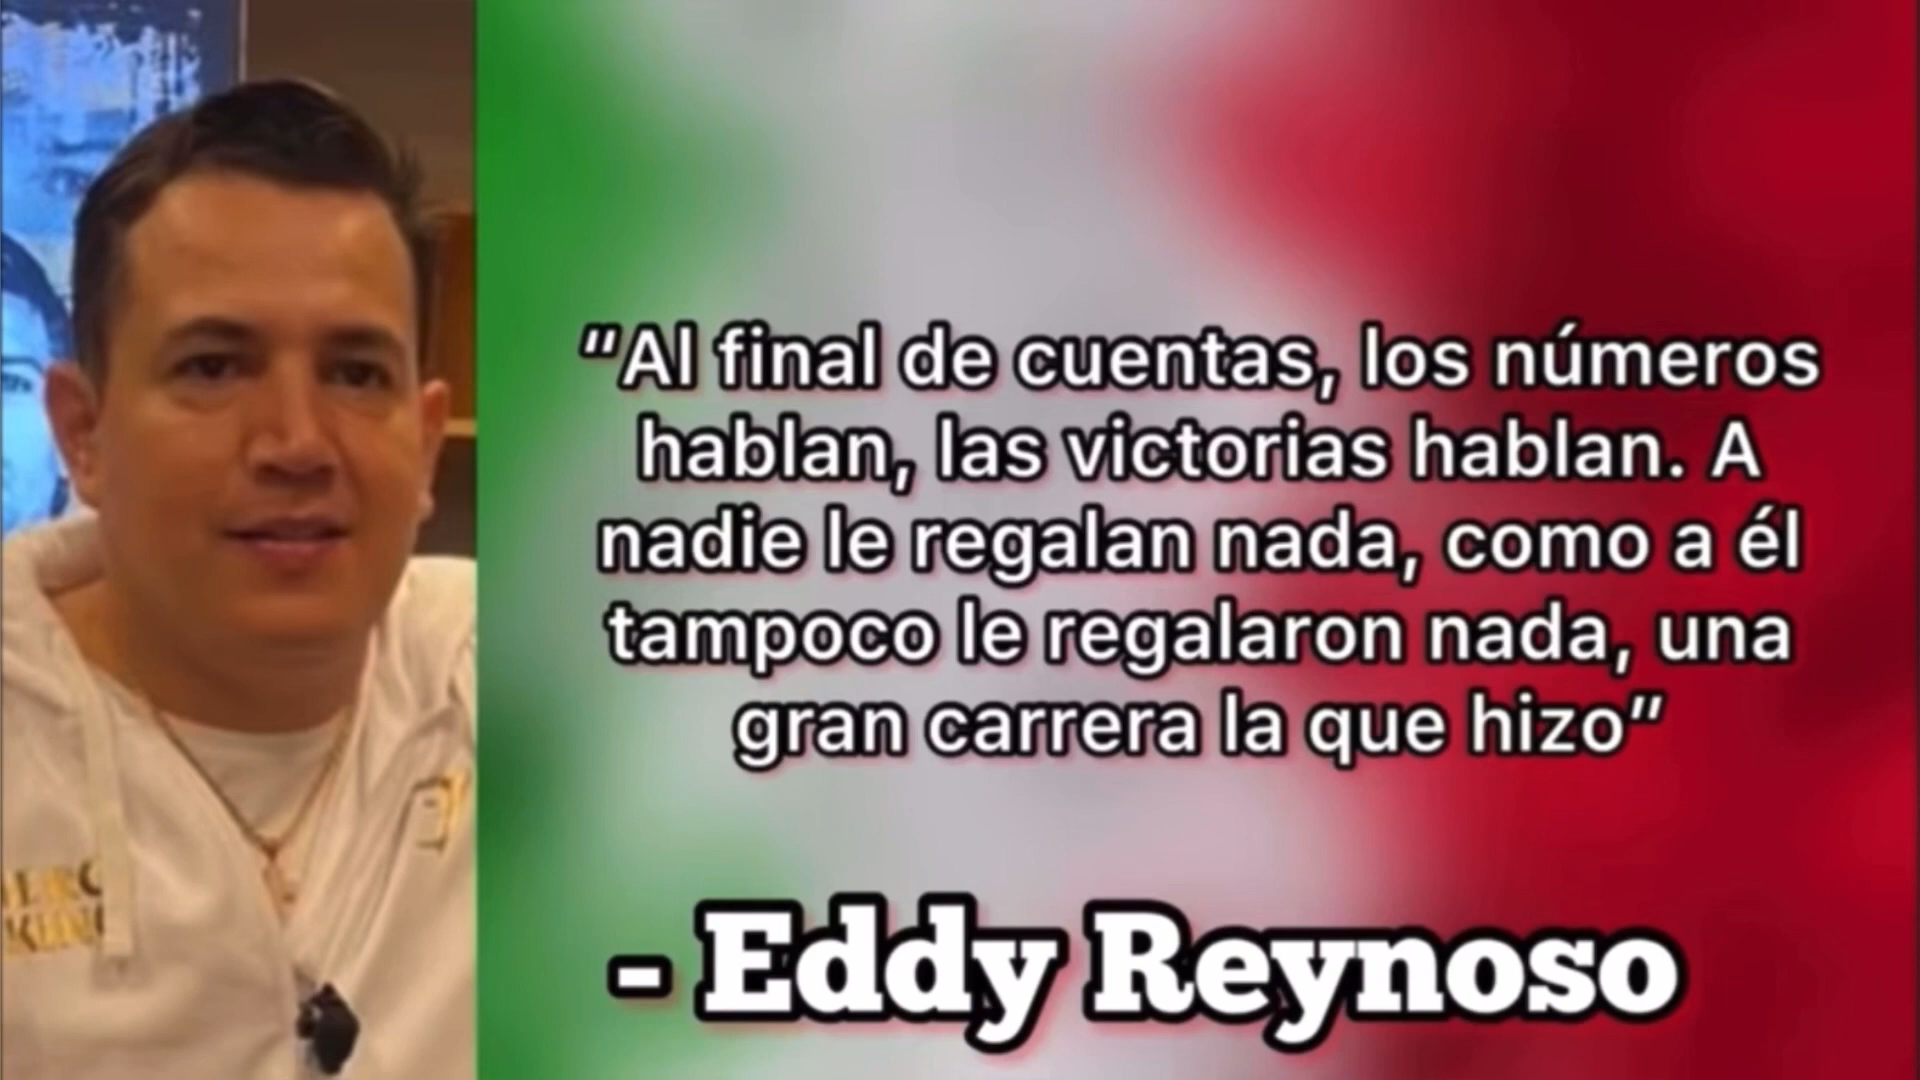 “Al final de cuentas, los números
hablan, las victorias hablan. A
nadie le regalan nada, como a él
tampoco le regalaron nada, una
gran carrera la que hizo”
- Eddy Reynoso